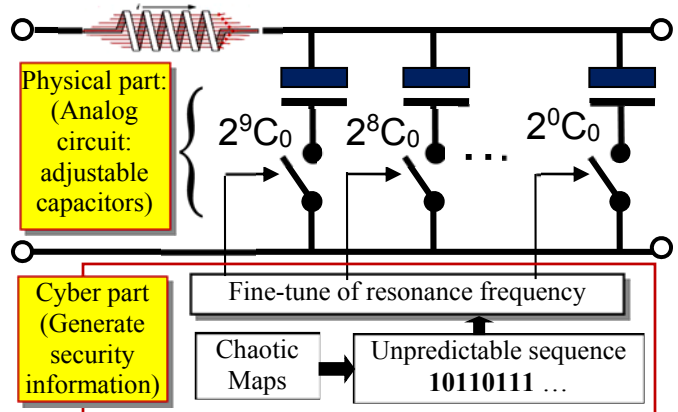 i
Physical part:
(Analog
circuit:
adjustable
capacitors)
2⁹C₀
2⁸C₀
...
2⁰C₀
Cyber part
(Generate
security
information)
Fine-tune of resonance frequency
Chaotic
Maps
Unpredictable sequence
10110111 ...